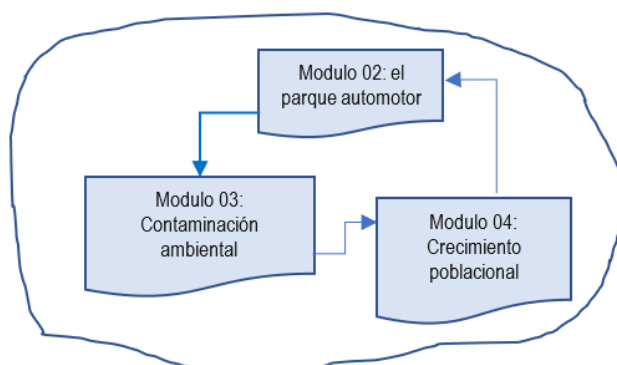 Modulo 02: el
parque automotor
Modulo 03:
Contaminación
ambiental
Modulo 04:
Crecimiento
poblacional